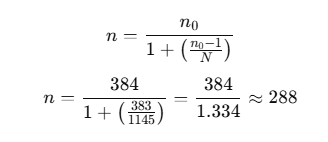 n = n₀ / (1 + ((n₀−1)/N))
n = 384 / (1 + (383/1145)) = 384 / 1.334 ≈ 288